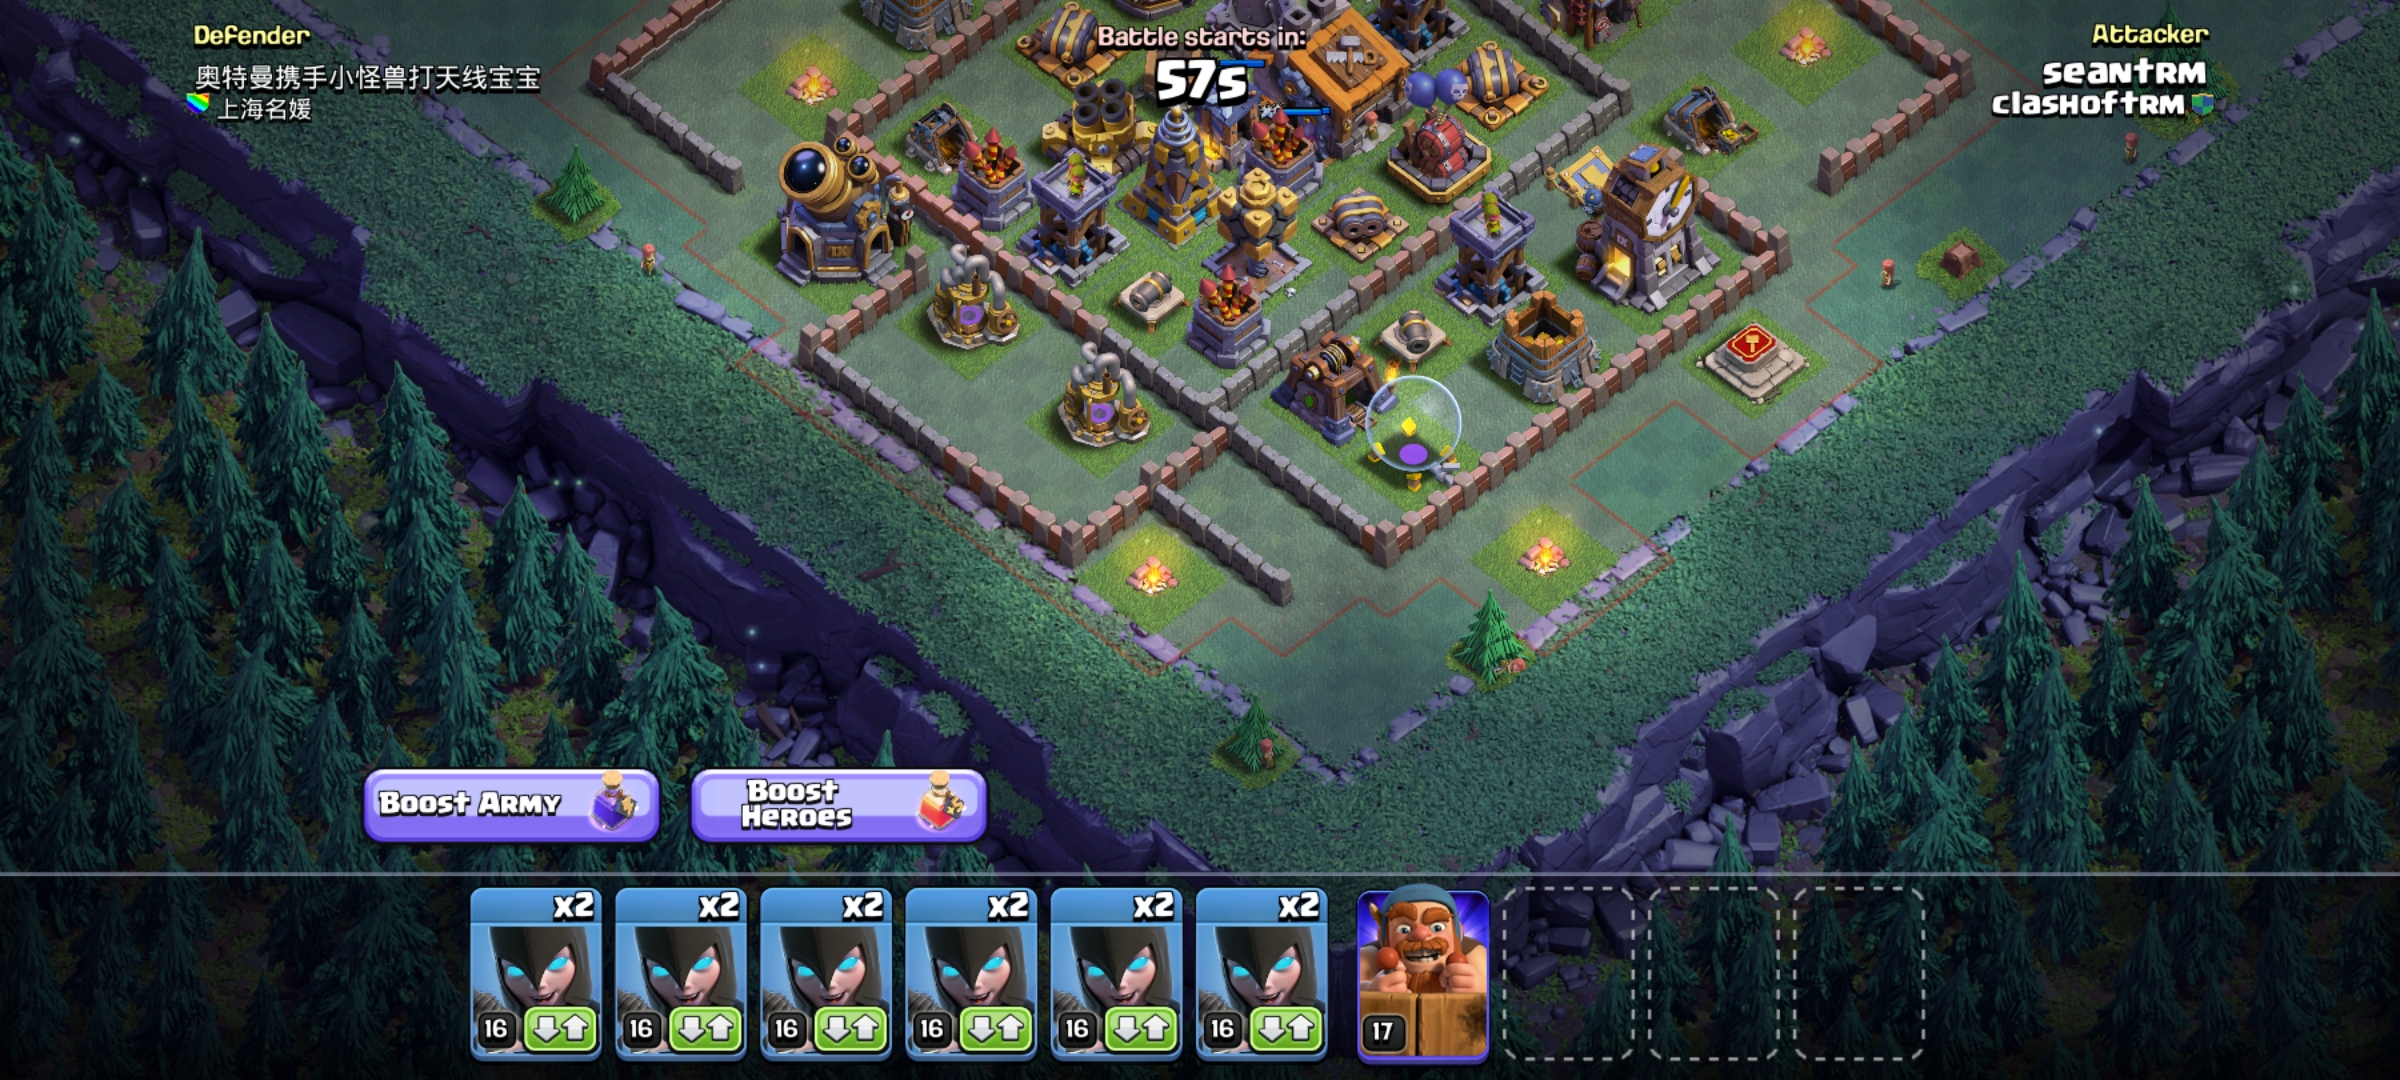 Defender
奥特曼携手小怪兽打天线宝宝
上海名媛
Battle starts in:
57s
Attacker
seantRM
clashoftRM
Boost Army
Boost
Heroes
x2
x2
x2
x2
x2
x2
16
16
16
16
16
16
17